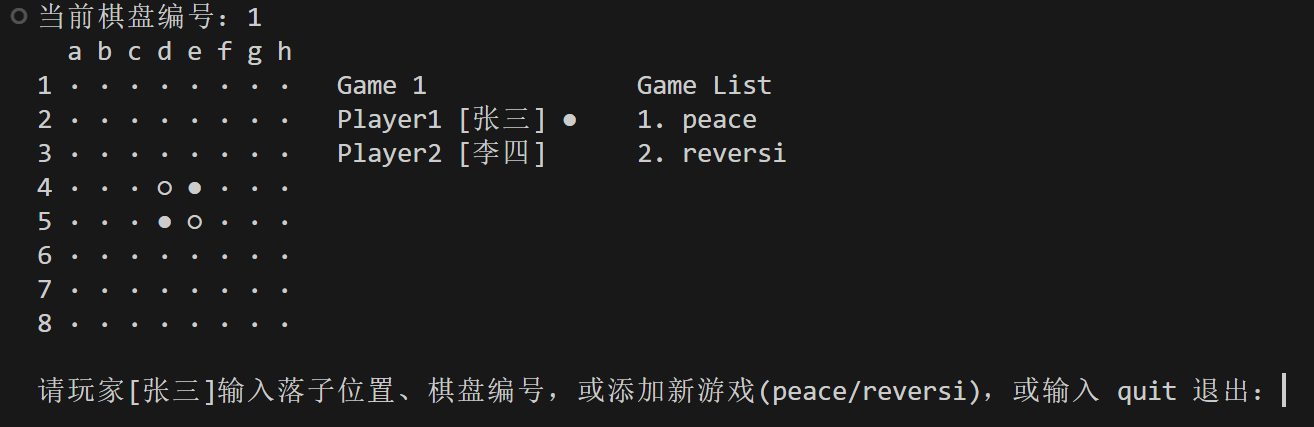 当前棋盘编号：1
a b c d e f g h
1 · · · · · · · · Game 1 Game List
2 · · · · · · · · Player1 [张三] ● 1. peace
3 · · · · · · · · Player2 [李四] 2. reversi
4 · · · ○ ● · · ·
5 · · · ● ○ · · ·
6 · · · · · · · ·
7 · · · · · · · ·
8 · · · · · · · ·
请玩家[张三]输入落子位置、棋盘编号，或添加新游戏(peace/reversi)，或输入 quit 退出：